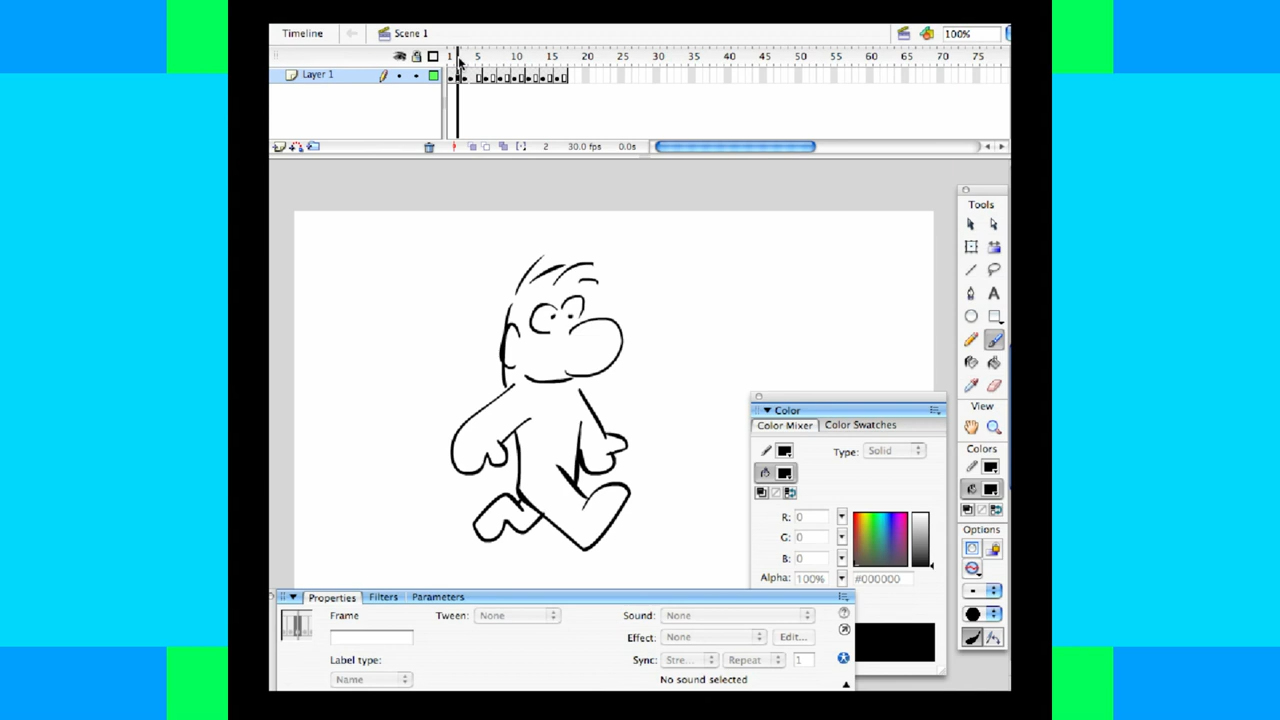 Timeline
Scene 1
100%
1 5 10 15 20 25 30 35 40 45 50 55 60 65 70 75
Layer 1
2 30.0 fps 0.0s
Tools
A
View
Colors
Options
Color
Color Mixer Color Swatches
Type: Solid
R: 0
G: 0
B: 0
Alpha: 100% #000000
Properties Filters Parameters
Frame Tween: None Sound: None
Effect: None Edit...
Label type: Sync: Stre... Repeat 1
Name No sound selected